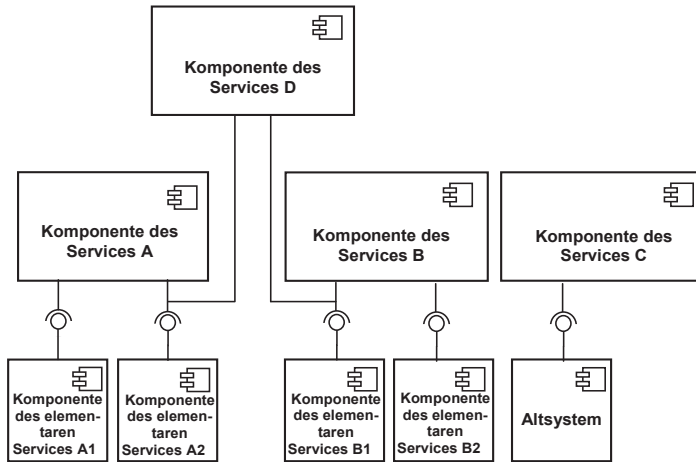 Komponente des
Services D
Komponente des
Services A
Komponente des
Services B
Komponente des
Services C
Komponente
des elemen-
taren
Services A1
Komponente
des elemen-
taren
Services A2
Komponente
des elemen-
taren
Services B1
Komponente
des elemen-
taren
Services B2
Altsystem